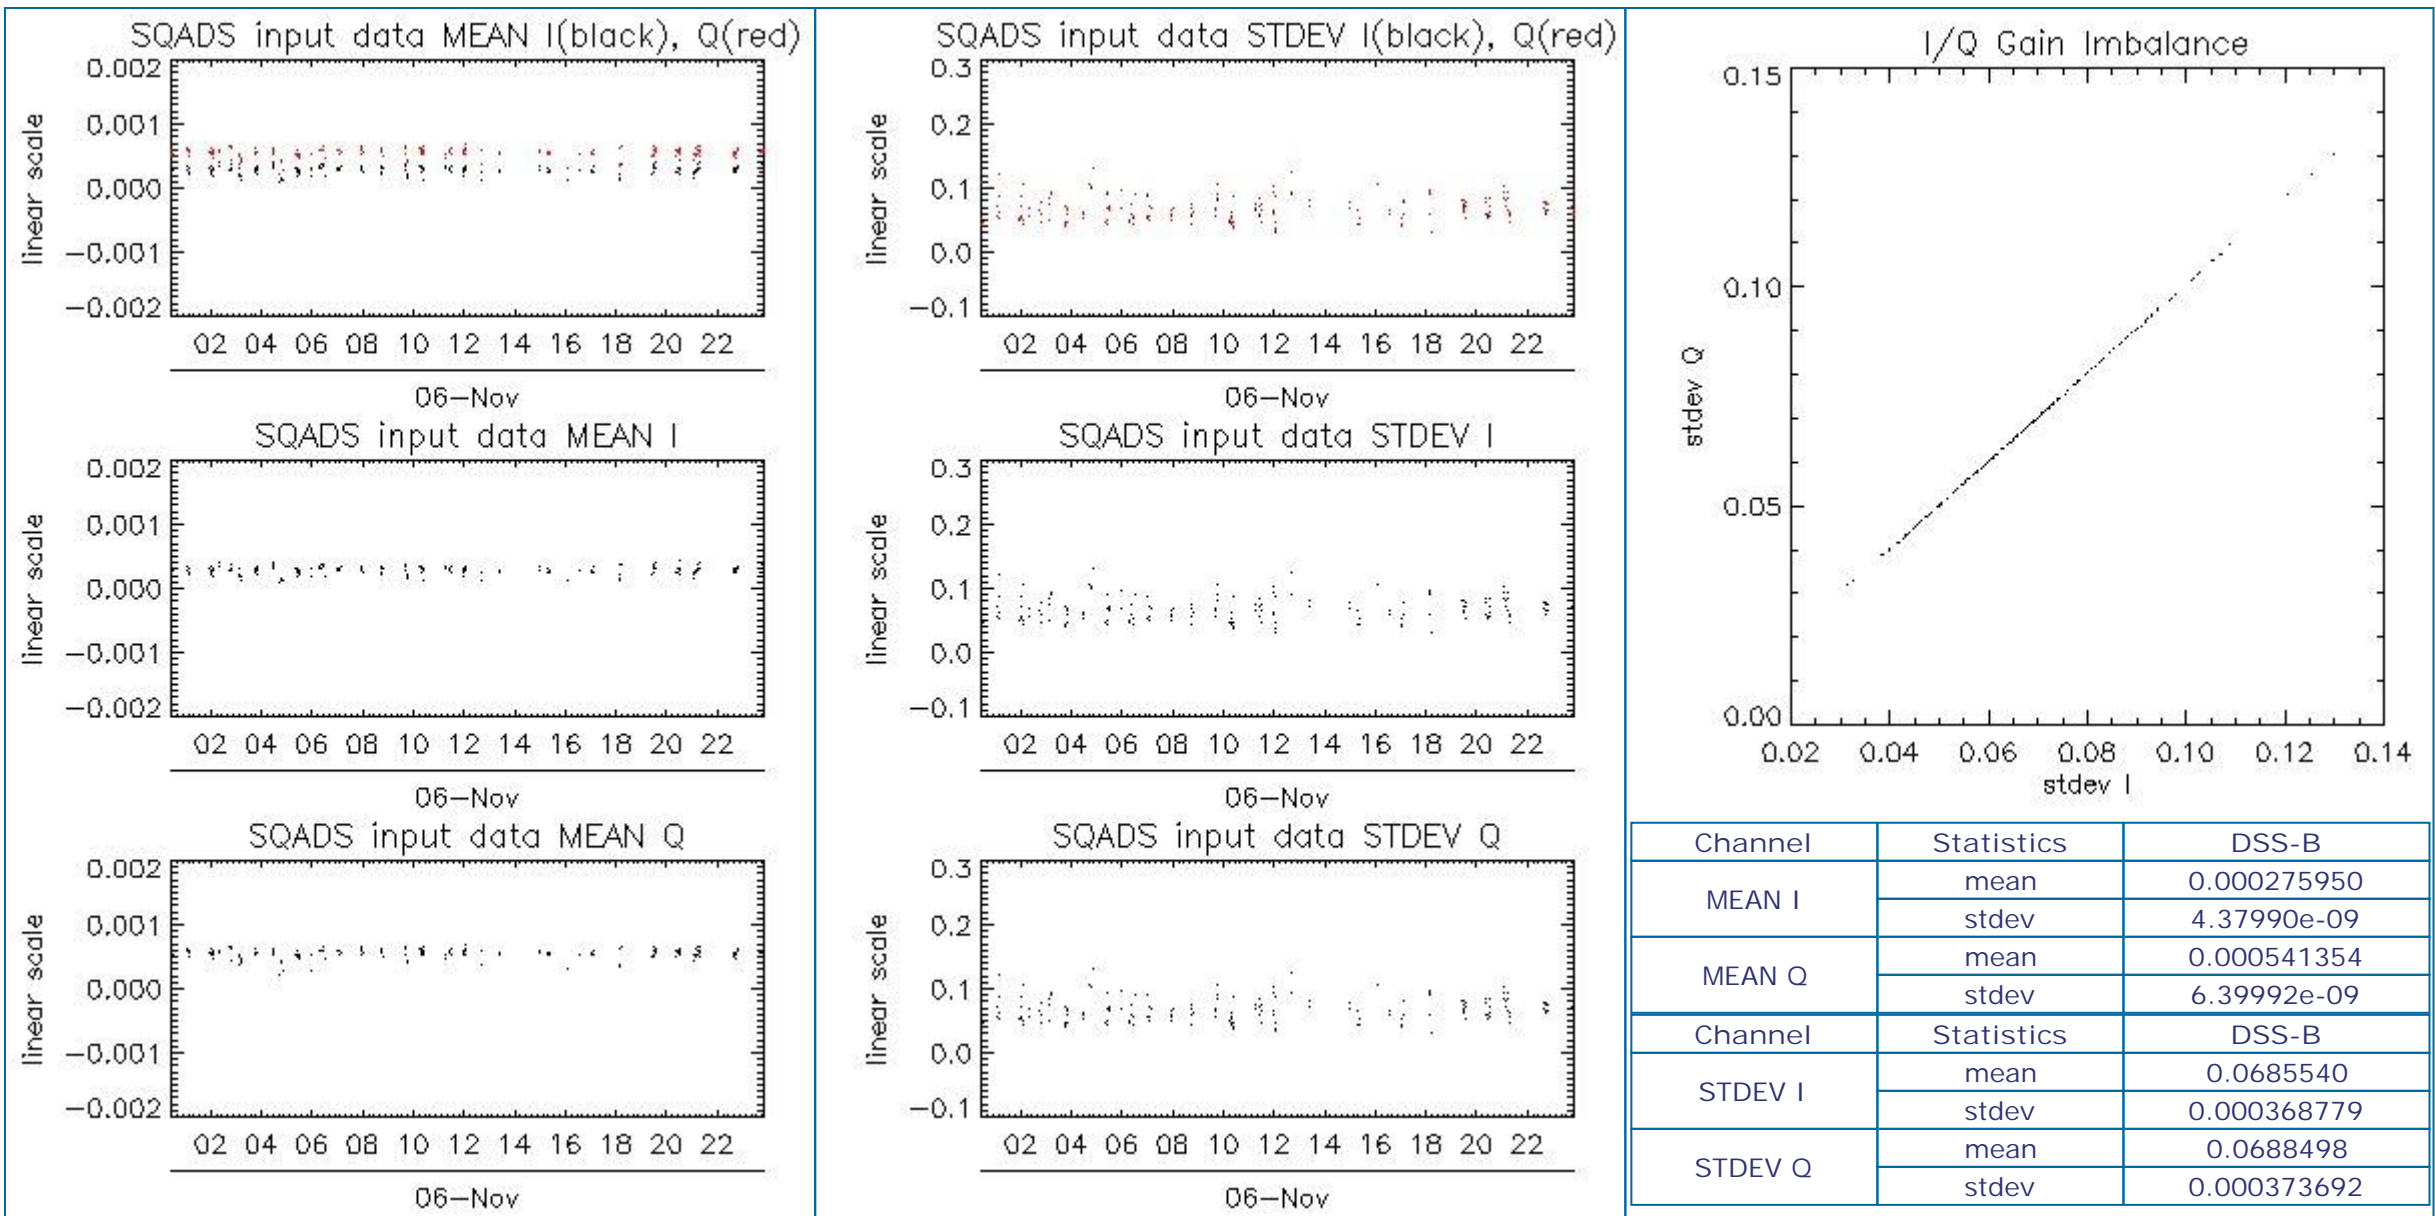 SQADS input data MEAN I(black), Q(red)
0.002
0.001
0.000
−0.001
−0.002
linear scale
02 04 06 08 10 12 14 16 18 20 22
06−Nov
SQADS input data MEAN I
0.002
0.001
0.000
−0.001
−0.002
linear scale
02 04 06 08 10 12 14 16 18 20 22
06−Nov
SQADS input data MEAN Q
0.002
0.001
0.000
−0.001
−0.002
linear scale
02 04 06 08 10 12 14 16 18 20 22
06−Nov
SQADS input data STDEV I(black), Q(red)
0.3
0.2
0.1
0.0
−0.1
linear scale
02 04 06 08 10 12 14 16 18 20 22
06−Nov
SQADS input data STDEV I
0.3
0.2
0.1
0.0
−0.1
linear scale
02 04 06 08 10 12 14 16 18 20 22
06−Nov
SQADS input data STDEV Q
0.3
0.2
0.1
0.0
−0.1
linear scale
02 04 06 08 10 12 14 16 18 20 22
06−Nov
I/Q Gain Imbalance
0.15
0.10
0.05
0.00
stdev Q
0.02 0.04 0.06 0.08 0.10 0.12 0.14
stdev I
Channel Statistics DSS-B
MEAN I mean 0.000275950
stdev 4.37990e-09
MEAN Q mean 0.000541354
stdev 6.39992e-09
Channel Statistics DSS-B
STDEV I mean 0.0685540
stdev 0.000368779
STDEV Q mean 0.0688498
stdev 0.000373692